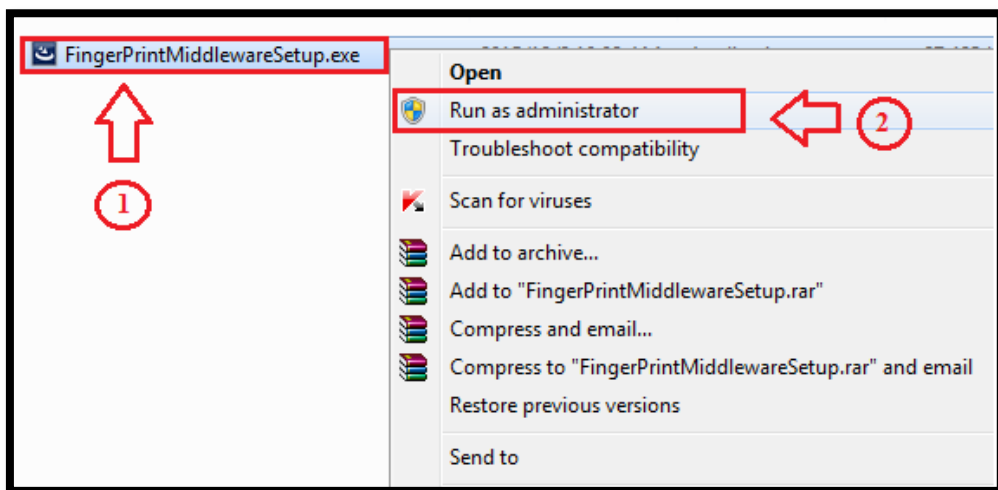 FingerPrintMiddlewareSetup.exe
Open
Run as administrator
2
Troubleshoot compatibility
1
Scan for viruses
Add to archive...
Add to "FingerPrintMiddlewareSetup.rar"
Compress and email...
Compress to "FingerPrintMiddlewareSetup.rar" and email
Restore previous versions
Send to